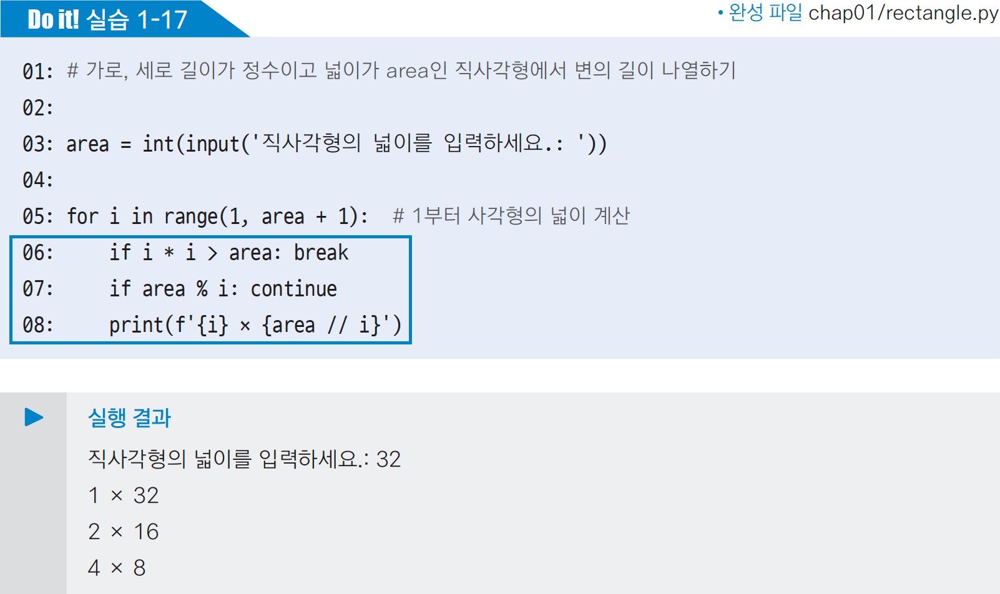 Do it! 실습 1-17
• 완성 파일 chap01/rectangle.py
01: # 가로, 세로 길이가 정수이고 넓이가 area인 직사각형에서 변의 길이 나열하기
02:
03: area = int(input('직사각형의 넓이를 입력하세요.: '))
04:
05: for i in range(1, area + 1): # 1부터 사각형의 넓이 계산
06: if i * i > area: break
07: if area % i: continue
08: print(f'{i} × {area // i}')
실행 결과
직사각형의 넓이를 입력하세요.: 32
1 × 32
2 × 16
4 × 8